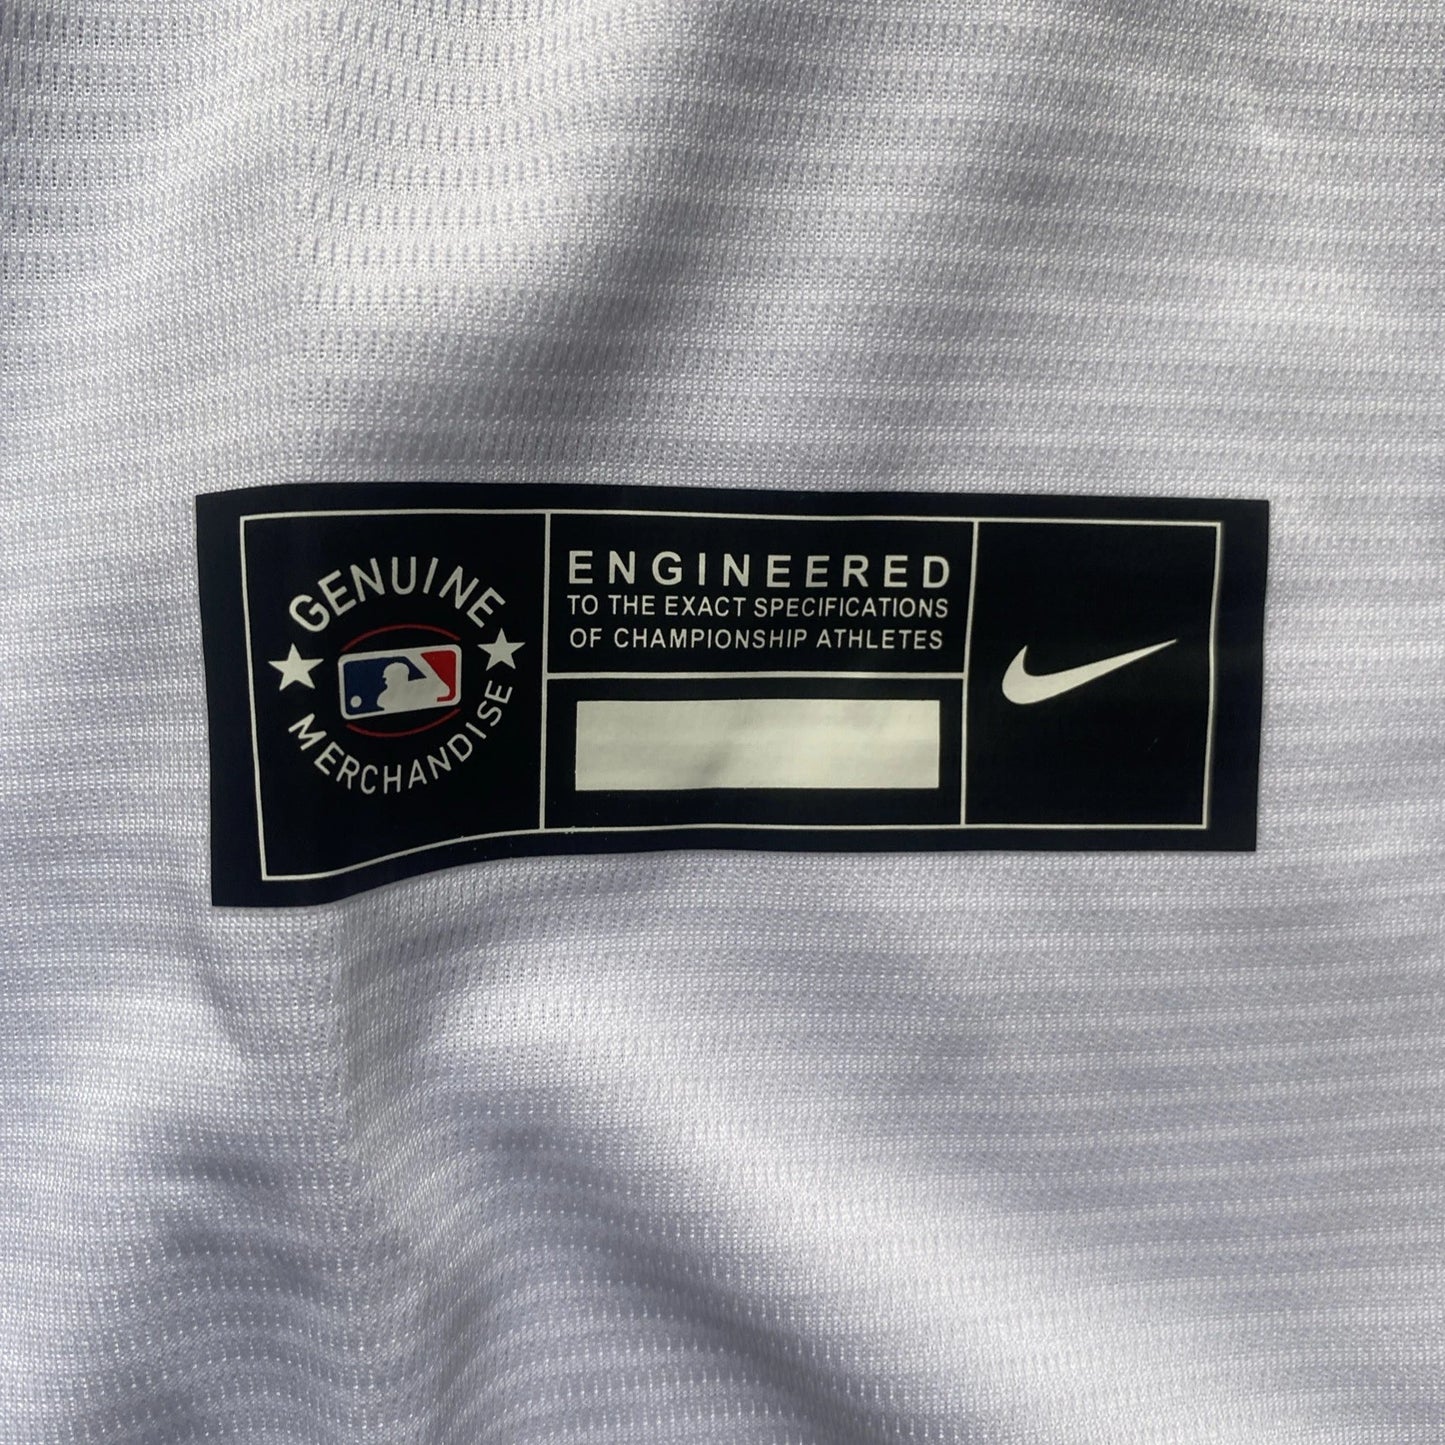 GENUINE
MERCHANDISE
ENGINEERED
TO THE EXACT SPECIFICATIONS
OF CHAMPIONSHIP ATHLETES